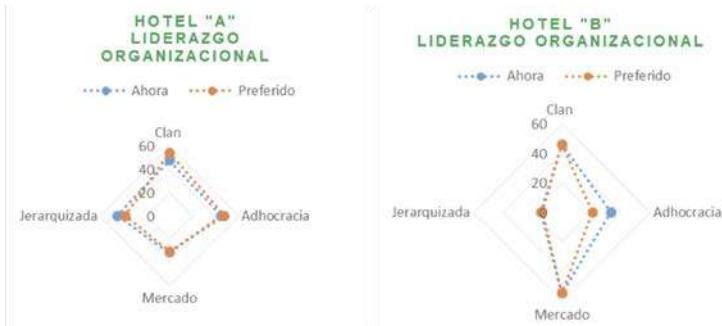 HOTEL "A"
LIDERAZGO
ORGANIZACIONAL
Ahora Preferido
Clan
60
40
20
0
Jerarquizada
Adhocracia
Mercado
HOTEL "B"
LIDERAZGO ORGANIZACIONAL
Ahora Preferido
Clan
60
40
20
Jerarquizada
Adhocracia
Mercado